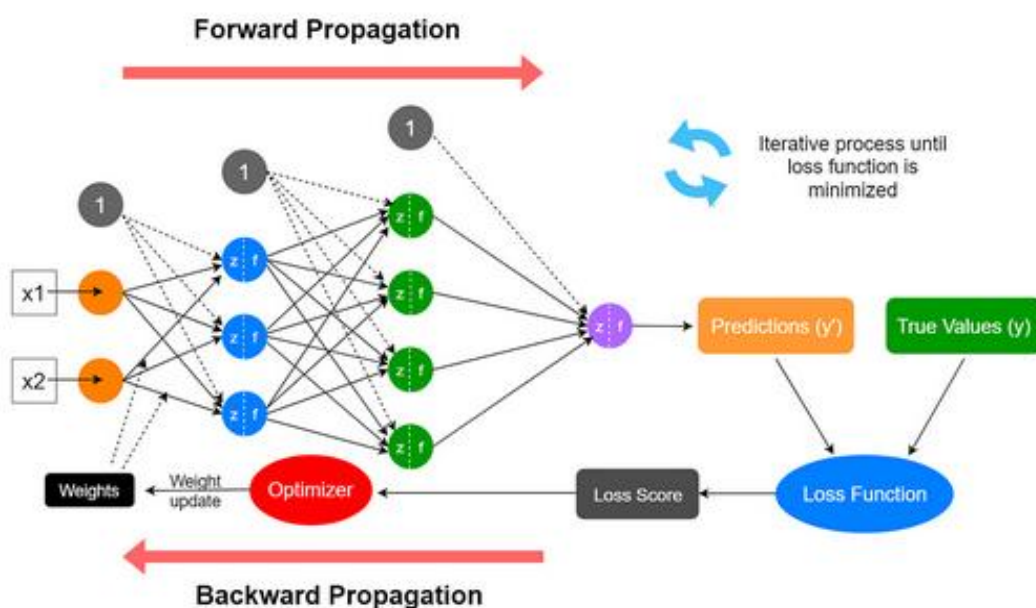 Forward Propagation
1
1
1
Iterative process until
loss function is
minimized
z f
z f
z f
z f
z f
z f
z f
z f
x1
x2
Predictions (y')
True Values (y)
Weights
Weight
update
Optimizer
Loss Score
Loss Function
Backward Propagation